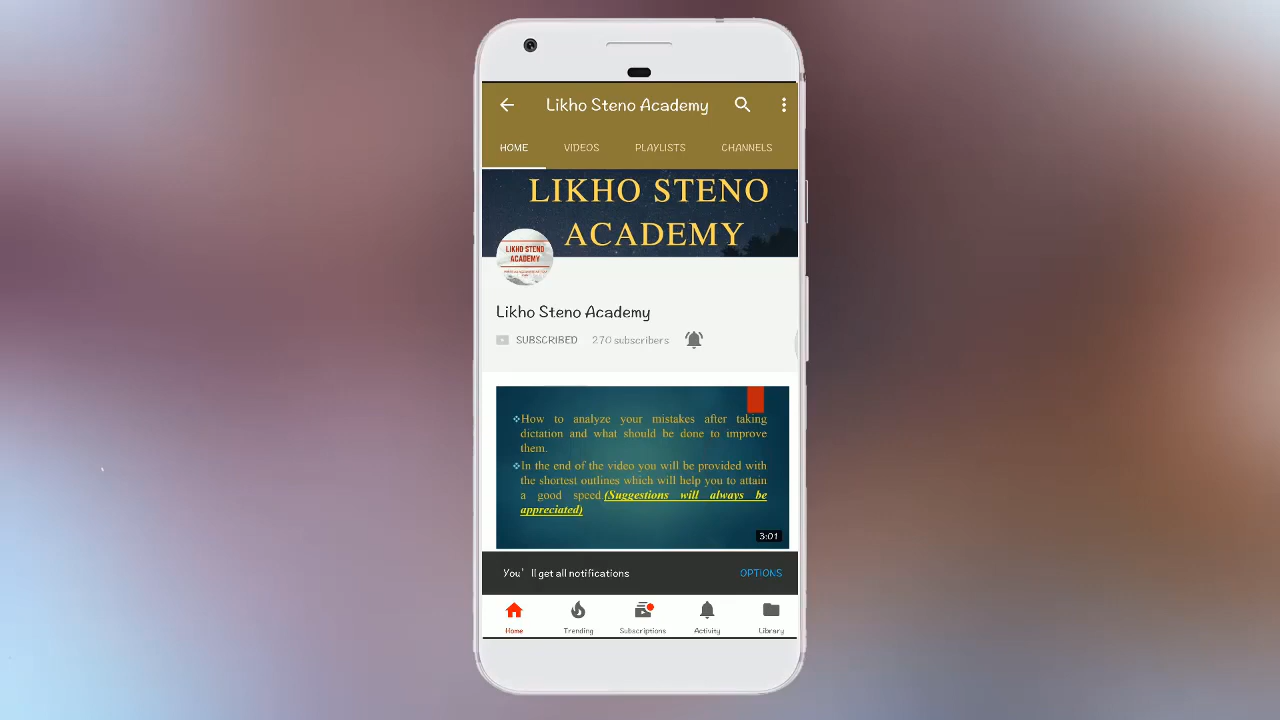 Likho Steno Academy
HOME VIDEOS PLAYLISTS CHANNELS
LIKHO STENO
ACADEMY
LIKHO STENO
ACADEMY
Likho Steno Academy
SUBSCRIBED 270 subscribers
❖How to analyze your mistakes after taking
dictation and what should be done to improve
them.
❖In the end of the video you will be provided with
the shortest outlines which will help you to attain
a good speed.(Suggestions will always be
appreciated)
3:01
You'll get all notifications OPTIONS
Home Trending Subscriptions Activity Library